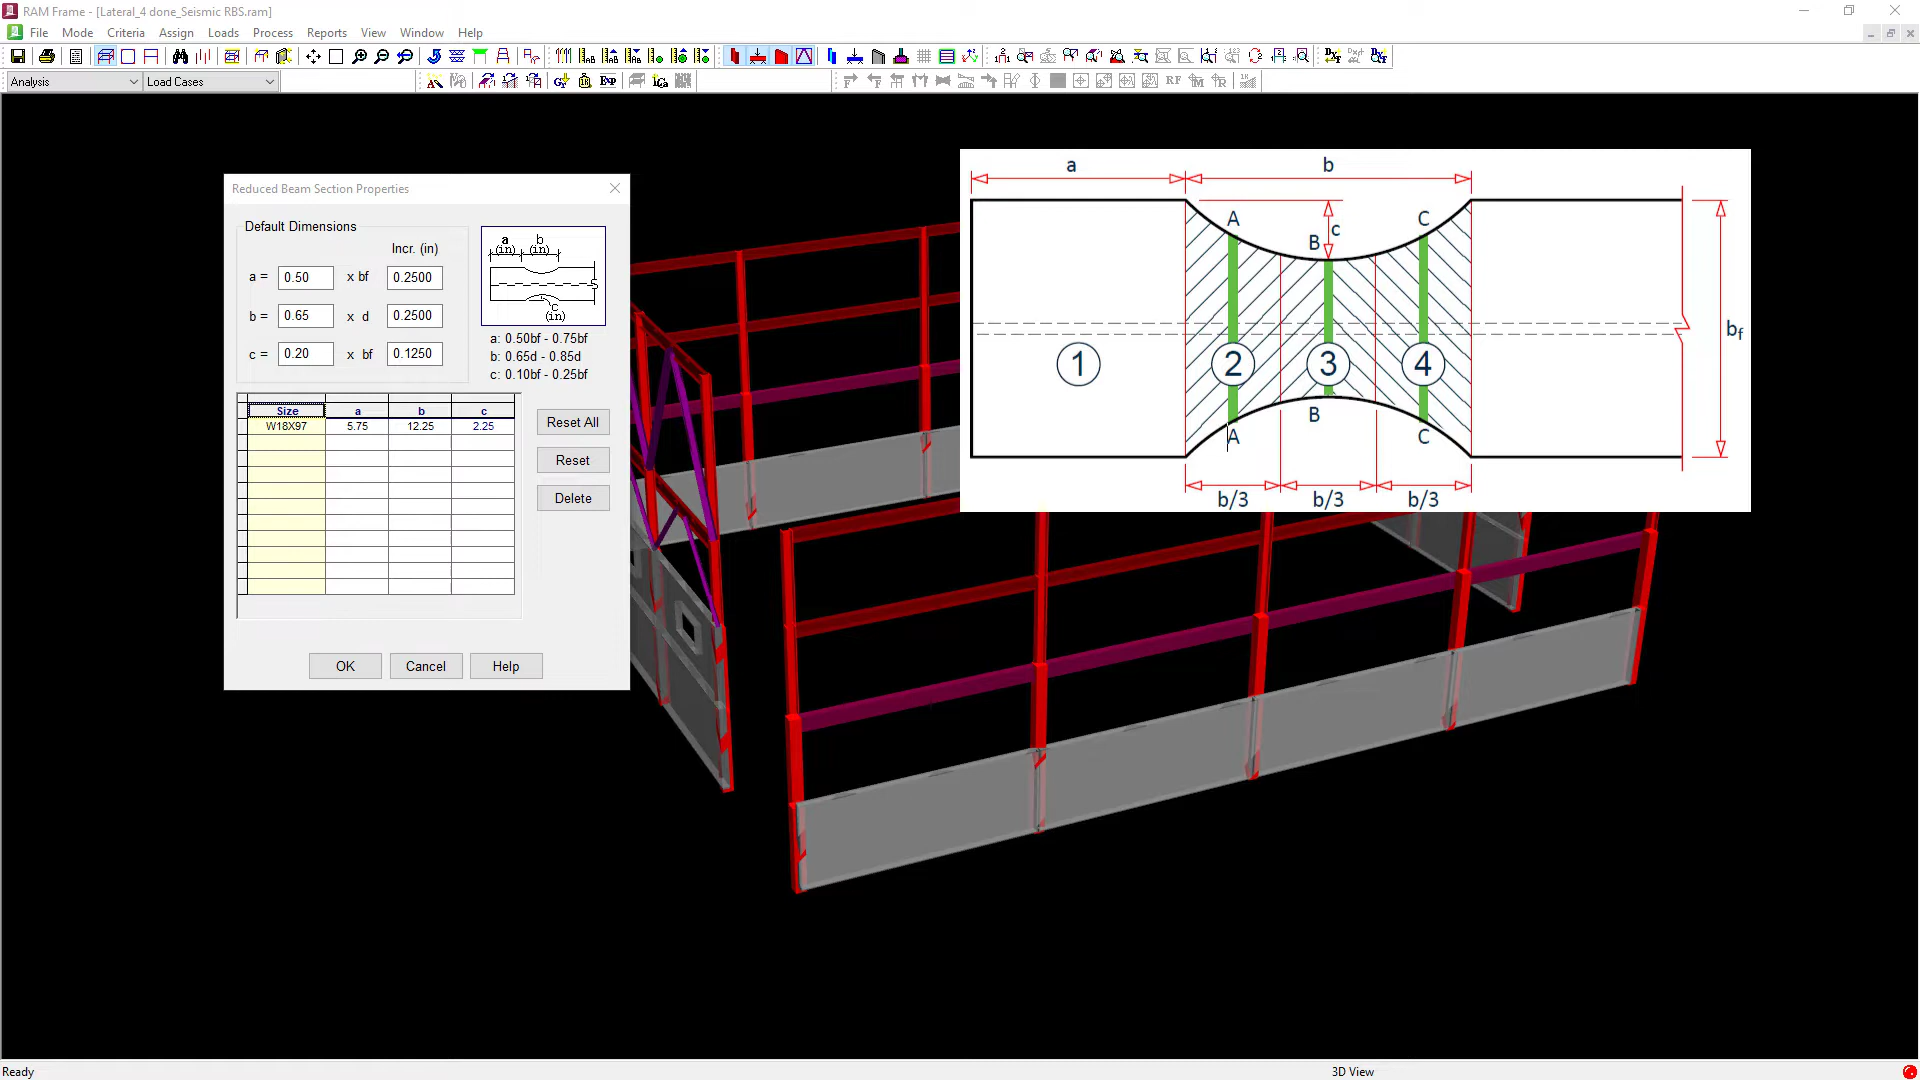 RAM Frame - [Lateral_4 done_Seismic RBS.ram]
File Mode Criteria Assign Loads Process Reports View Window Help
Analysis Load Cases
Reduced Beam Section Properties
Default Dimensions
Incr. (in)
a = 0.50 x bf 0.2500
b = 0.65 x d 0.2500
c = 0.20 x bf 0.1250
a b
(in) (in)
c
(in)
a: 0.50bf - 0.75bf
b: 0.65d - 0.85d
c: 0.10bf - 0.25bf
Size a b c
W18X97 5.75 12.25 2.25
Reset All
Reset
Delete
OK Cancel Help
a b
A C
B c
1 2 3 4
bf
B
A C
b/3 b/3 b/3
Ready 3D View